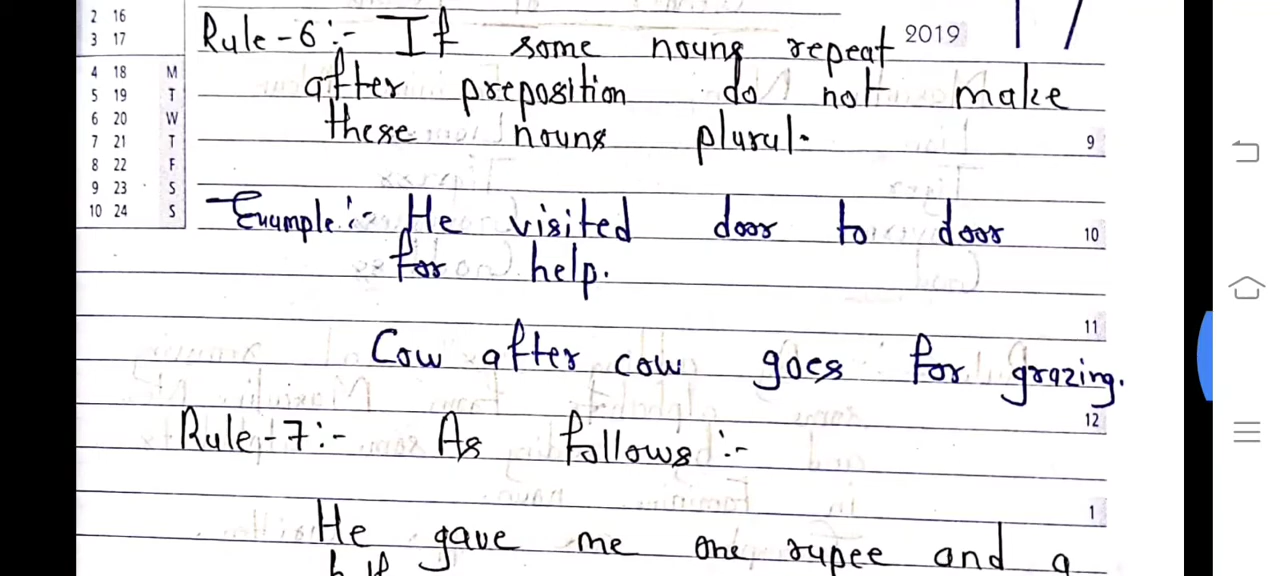 2 16
3 17
4 18 M
5 19 T
6 20 W
7 21 T
8 22 F
9 23 S
10 24 S
2019
Rule-6:- If some nouns repeat
after preposition do not make
these nouns plural.
9
Example:- He visited door to door
10
for help.
11
Cow after cow goes for grazing.
12
Rule-7:- As follows:-
1
He gave me one rupee and a
half